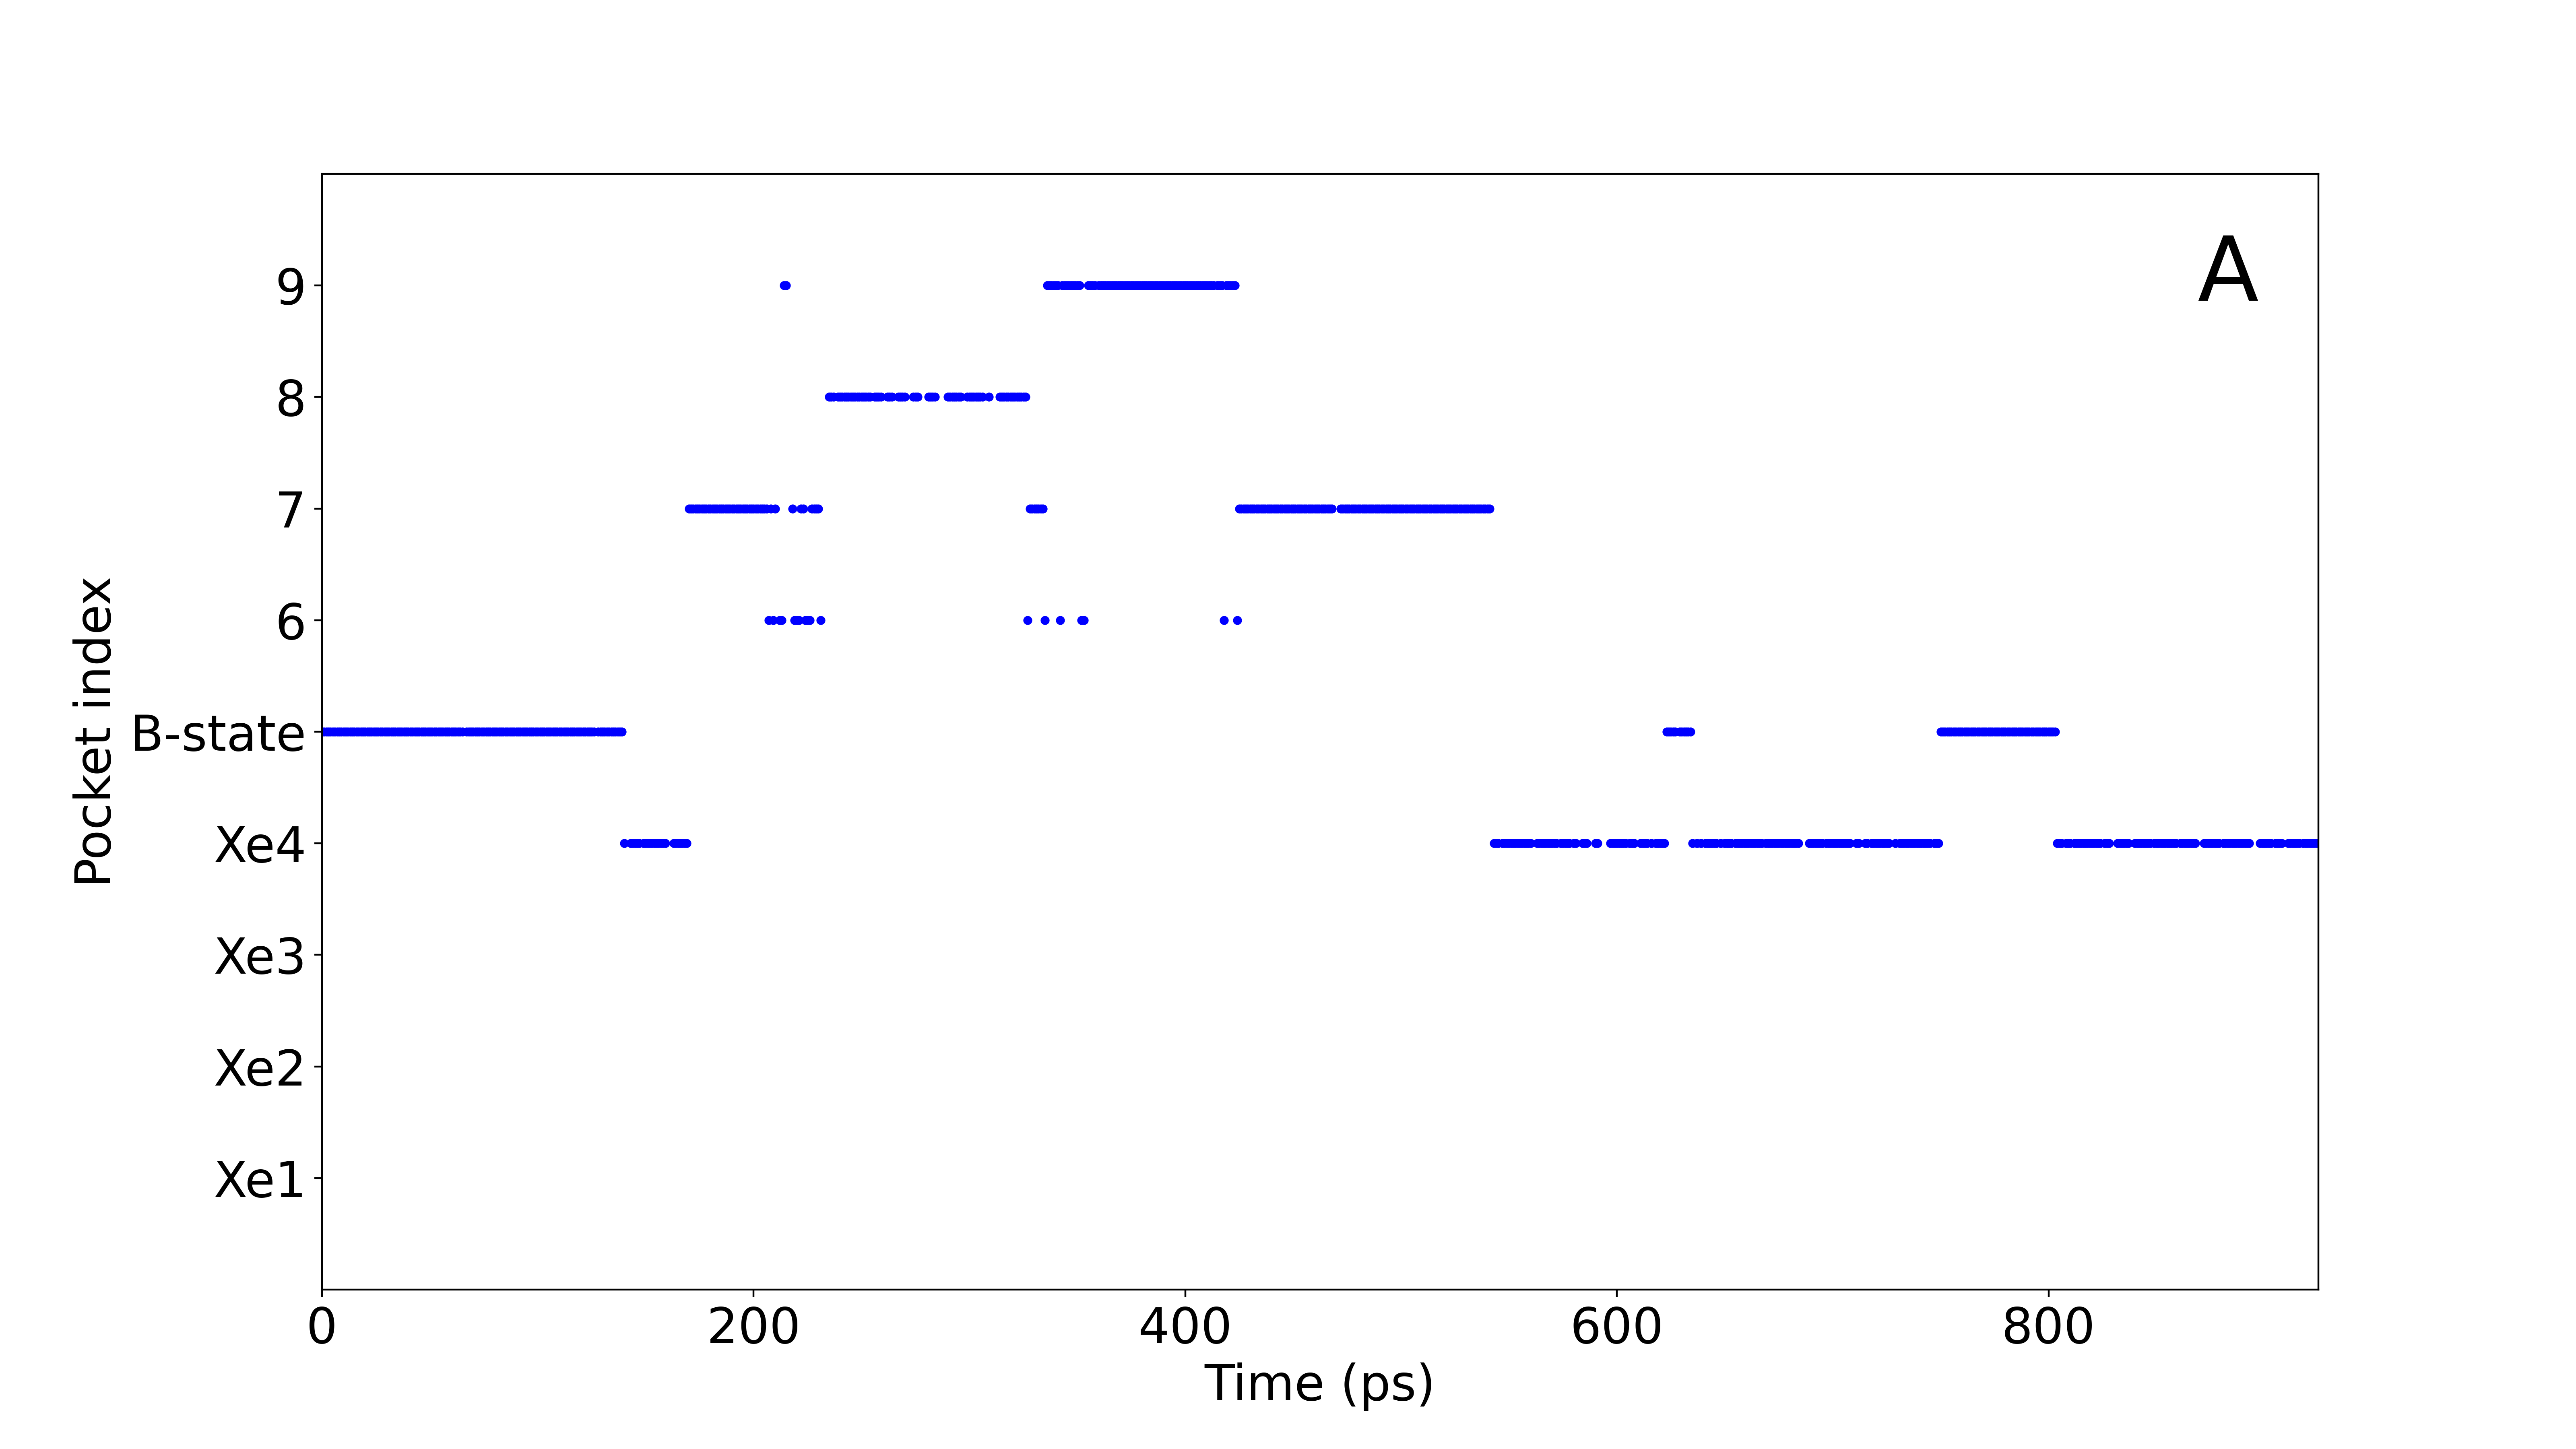 A
9
8
7
6
B-state
Xe4
Xe3
Xe2
Xe1
Pocket index
0 200 400 600 800
Time (ps)